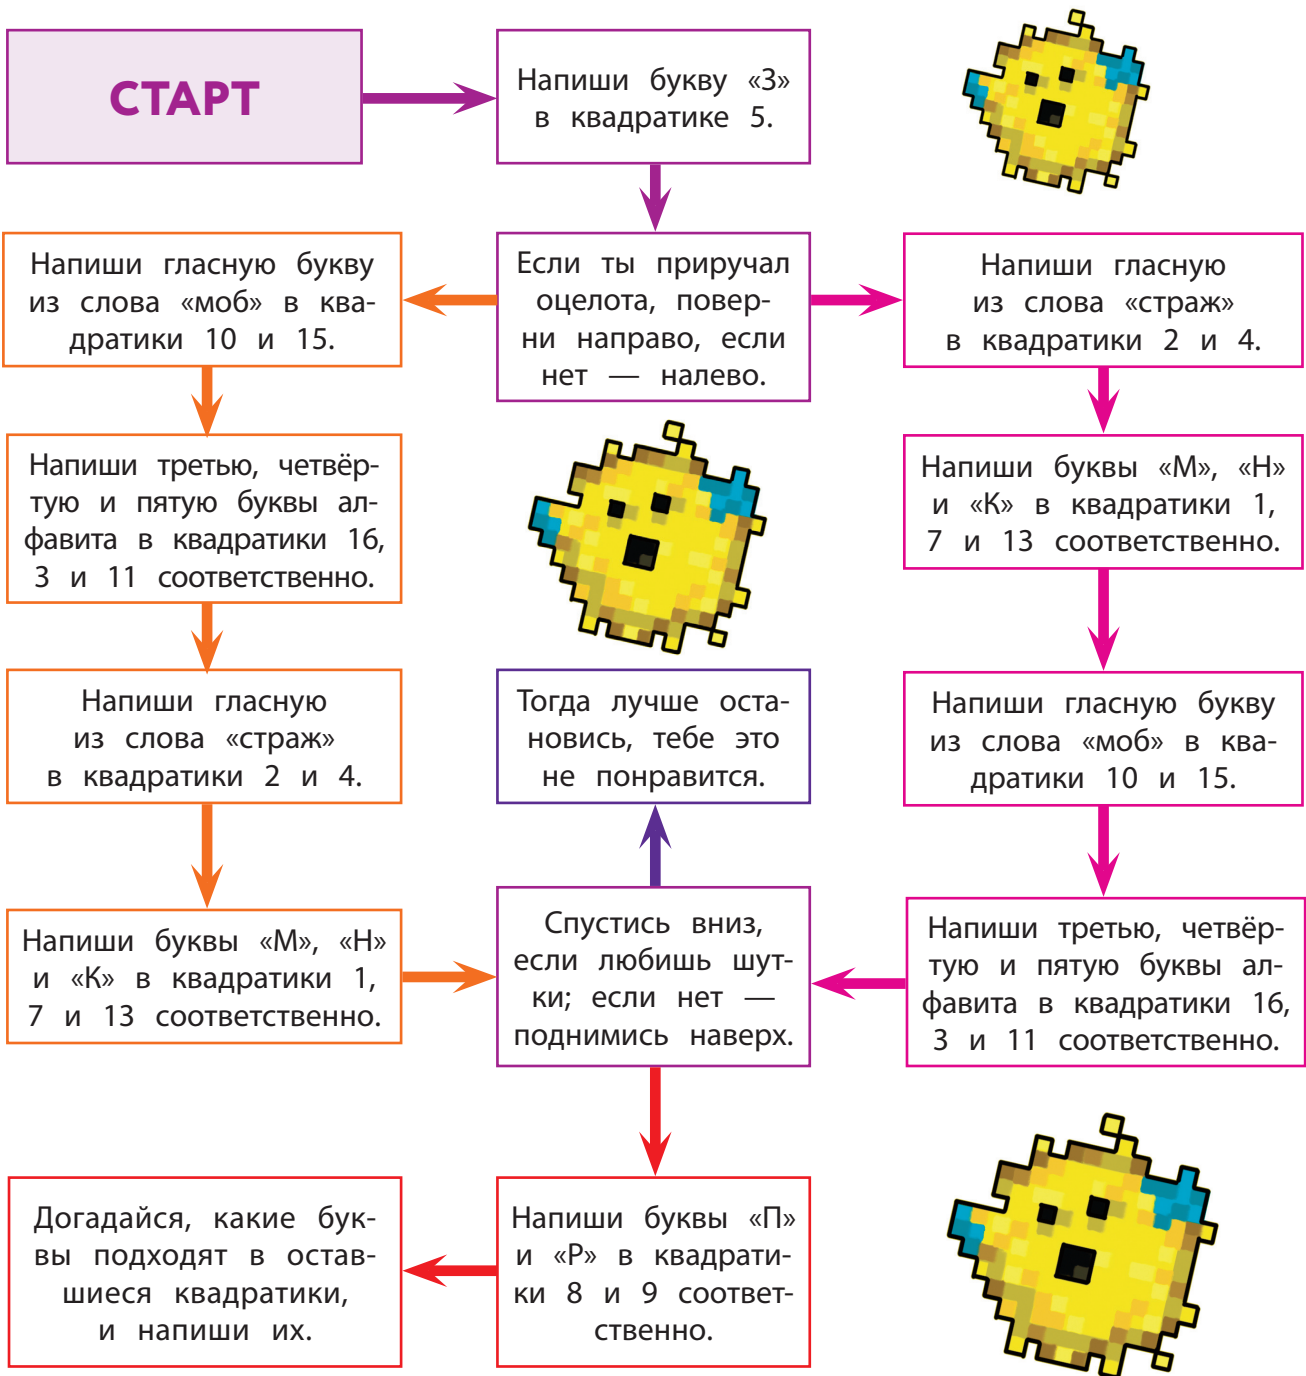 СТАРТ
Напиши букву «З»
в квадратике 5.
Напиши гласную букву
из слова «моб» в ква-
дратики 10 и 15.
Если ты приручал
оцелота, повер-
ни направо, если
нет — налево.
Напиши гласную
из слова «страж»
в квадратики 2 и 4.
Напиши третью, четвёр-
тую и пятую буквы ал-
фавита в квадратики 16,
3 и 11 соответственно.
Напиши буквы «М», «Н»
и «К» в квадратики 1,
7 и 13 соответственно.
Напиши гласную
из слова «страж»
в квадратики 2 и 4.
Тогда лучше оста-
новись, тебе это
не понравится.
Напиши гласную букву
из слова «моб» в ква-
дратики 10 и 15.
Напиши буквы «М», «Н»
и «К» в квадратики 1,
7 и 13 соответственно.
Спустись вниз,
если любишь шут-
ки; если нет —
поднимись наверх.
Напиши третью, четвёр-
тую и пятую буквы ал-
фавита в квадратики 16,
3 и 11 соответственно.
Догадайся, какие бук-
вы подходят в остав-
шиеся квадратики,
и напиши их.
Напиши буквы «П»
и «Р» в квадрати-
ки 8 и 9 соответ-
ственно.